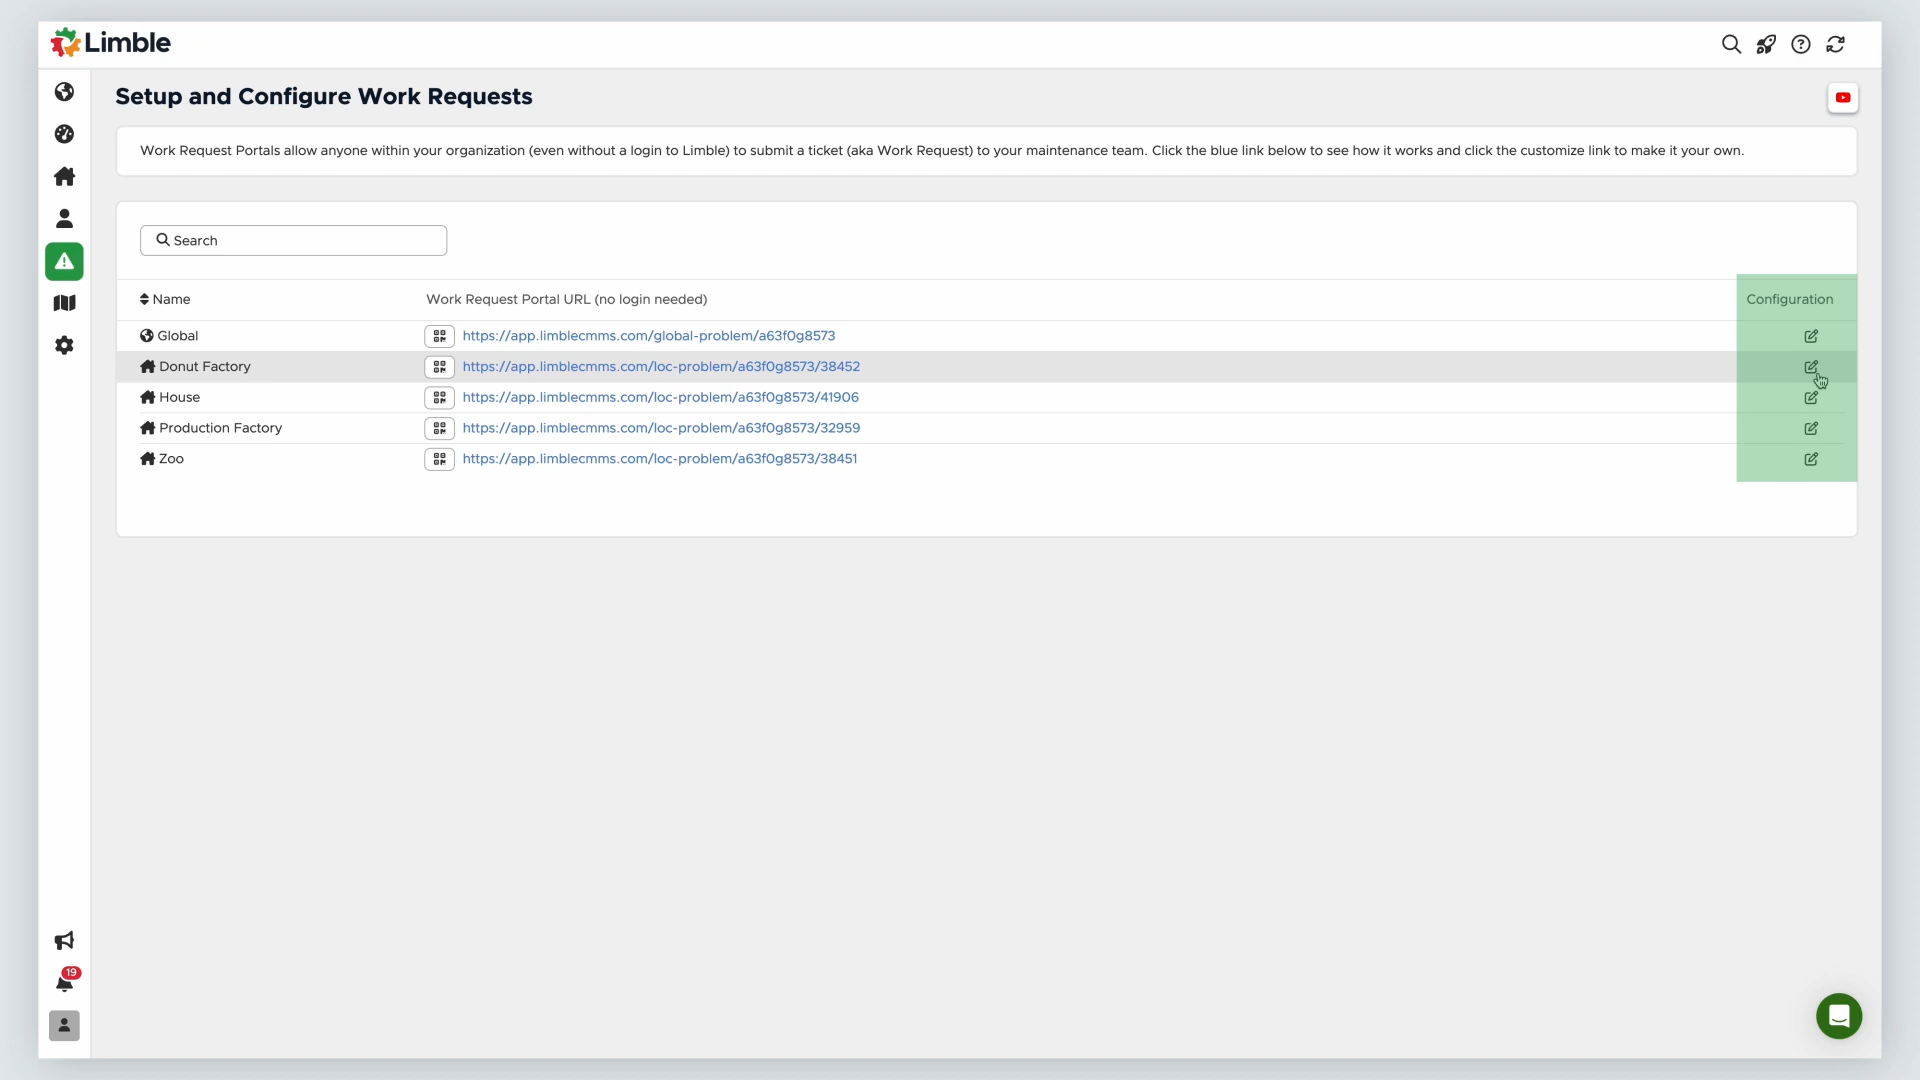 Limble
Setup and Configure Work Requests
Work Request Portals allow anyone within your organization (even without a login to Limble) to submit a ticket (aka Work Request) to your maintenance team. Click the blue link below to see how it works and click the customize link to make it your own.
Search
Name Work Request Portal URL (no login needed) Configuration
Global https://app.limblecmms.com/global-problem/a63f0g8573
Donut Factory https://app.limblecmms.com/loc-problem/a63f0g8573/38452
House https://app.limblecmms.com/loc-problem/a63f0g8573/41906
Production Factory https://app.limblecmms.com/loc-problem/a63f0g8573/32959
Zoo https://app.limblecmms.com/loc-problem/a63f0g8573/38451
19